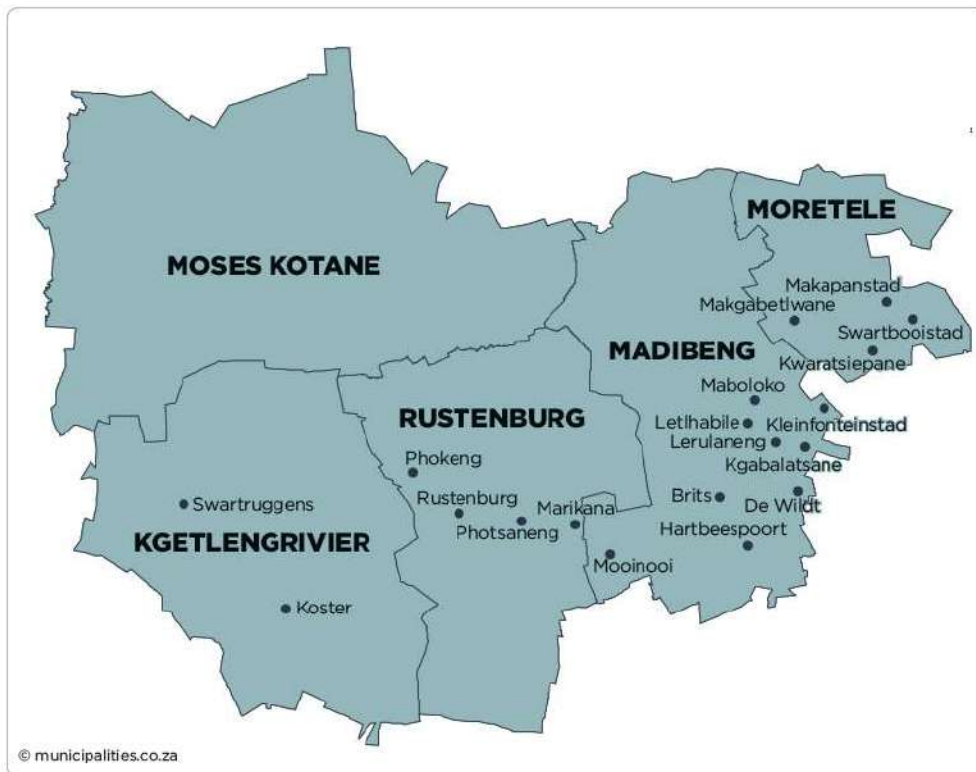 MORETELE
MOSES KOTANE
Makapanstad
Makgabetlwane
Swartbooistad
MADIBENG
Kwaratsiepane
Maboloko
RUSTENBURG
Letlhabile
Kleinfonteinstad
Lerulaneng
Phokeng
Kgabalatsane
Swartruggens
Rustenburg
Marikana
Brits
De Wildt
Photsaneng
Hartbeespoort
KGETLENGRIVIER
Mooinooi
Koster
© municipalities.co.za